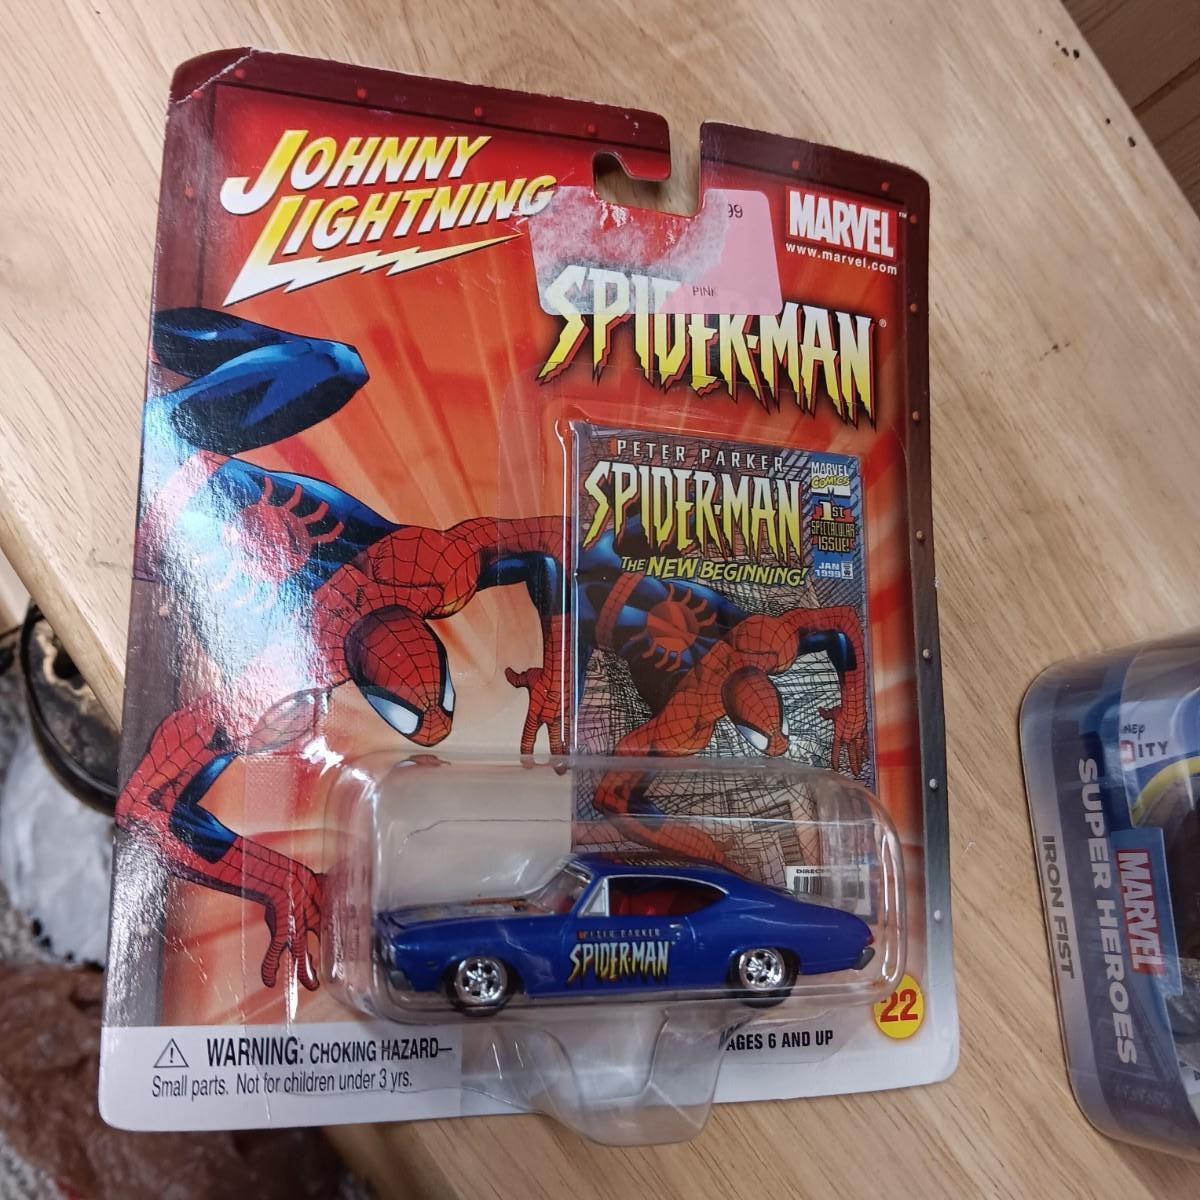 JOHNNY
LIGHTNING
99
PINK
MARVEL
www.marvel.com
SPIDER-MAN
PETER PARKER
SPIDER-MAN
THE NEW BEGINNING!
MARVEL
COMICS
1ST
SPECTACULAR
ISSUE!
JAN
1999
PETER PARKER
SPIDER-MAN
22
WARNING: CHOKING HAZARD—
Small parts. Not for children under 3 yrs.
AGES 6 AND UP
ITY
MARVEL
SUPER HEROES
IRON FIST